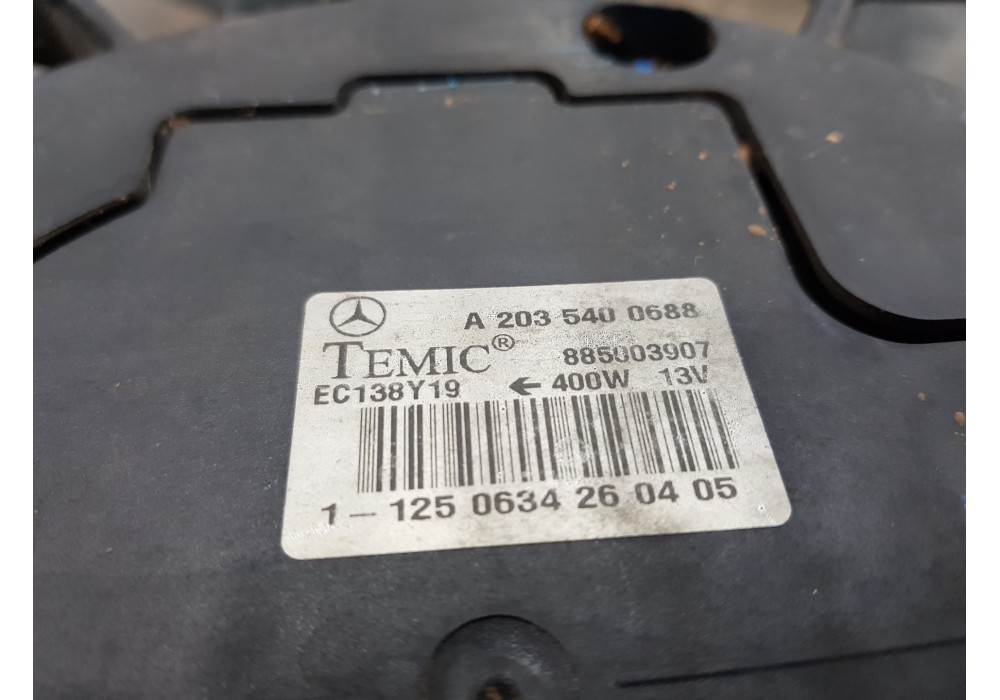 A 203 540 0688
TEMIC® 885003907
EC138Y19 ← 400W 13V
1 - 125 0634 26 04 05